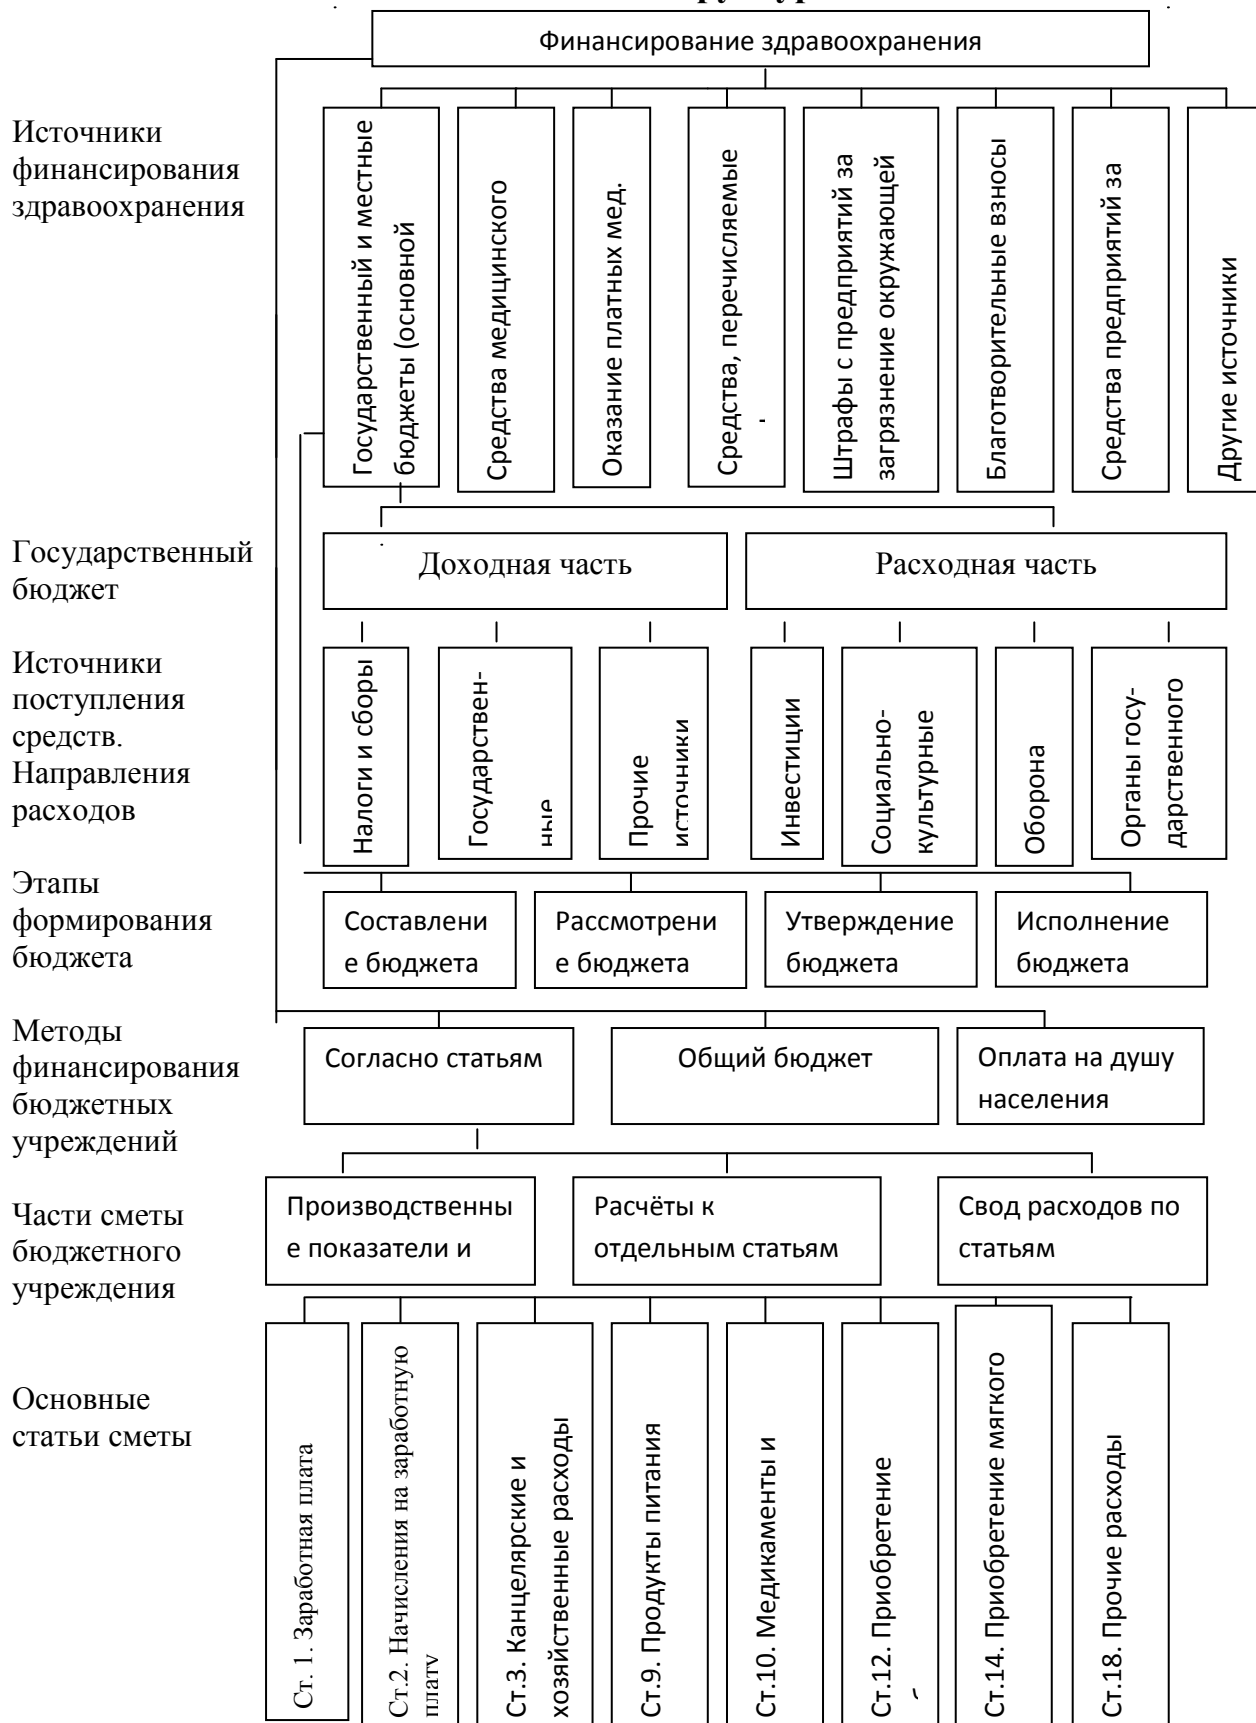 Финансирование здравоохранения
Источники
финансирования
здравоохранения
Государственный и местные
бюджеты (основной
Средства медицинского
Оказание платных мед.
Средства, перечисляемые
Штрафы с предприятий за
загрязнение окружающей
Благотворительные взносы
Средства предприятий за
Другие источники
Государственный
бюджет
Доходная часть
Расходная часть
Источники
поступления
средств.
Направления
расходов
Налоги и сборы
Государствен-
ные
Прочие
источники
Инвестиции
Социально-
культурные
Оборона
Органы госу-
дарственного
Этапы
формирования
бюджета
Составлени
е бюджета
Рассмотрени
е бюджета
Утверждение
бюджета
Исполнение
бюджета
Методы
финансирования
бюджетных
учреждений
Согласно статьям
Общий бюджет
Оплата на душу
населения
Части сметы
бюджетного
учреждения
Производственны
е показатели и
Расчёты к
отдельным статьям
Свод расходов по
статьям
Основные
статьи сметы
Ст. 1. Заработная плата
Ст.2. Начисления на заработную
плату
Ст.3. Канцелярские и
хозяйственные расходы
Ст.9. Продукты питания
Ст.10. Медикаменты и
Ст.12. Приобретение
Ст.14. Приобретение мягкого
Ст.18. Прочие расходы